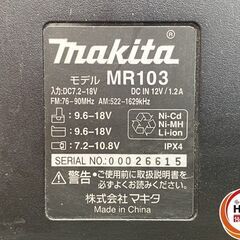 makita
モデル MR103
入力:DC7.2-18V DC IN 12V / 1.2A
FM:76-90MHz AM:522-1629kHz
: 9.6-18V
: 9.6-18V
: 7.2-10.8V
Ni-Cd
Ni-MH
Li-ion
IPX4
SERIAL NO. 00026615
警告 ・ご使用前に取扱説明書を
必ずよくお読みください。
株式会社 マキタ
Made in China